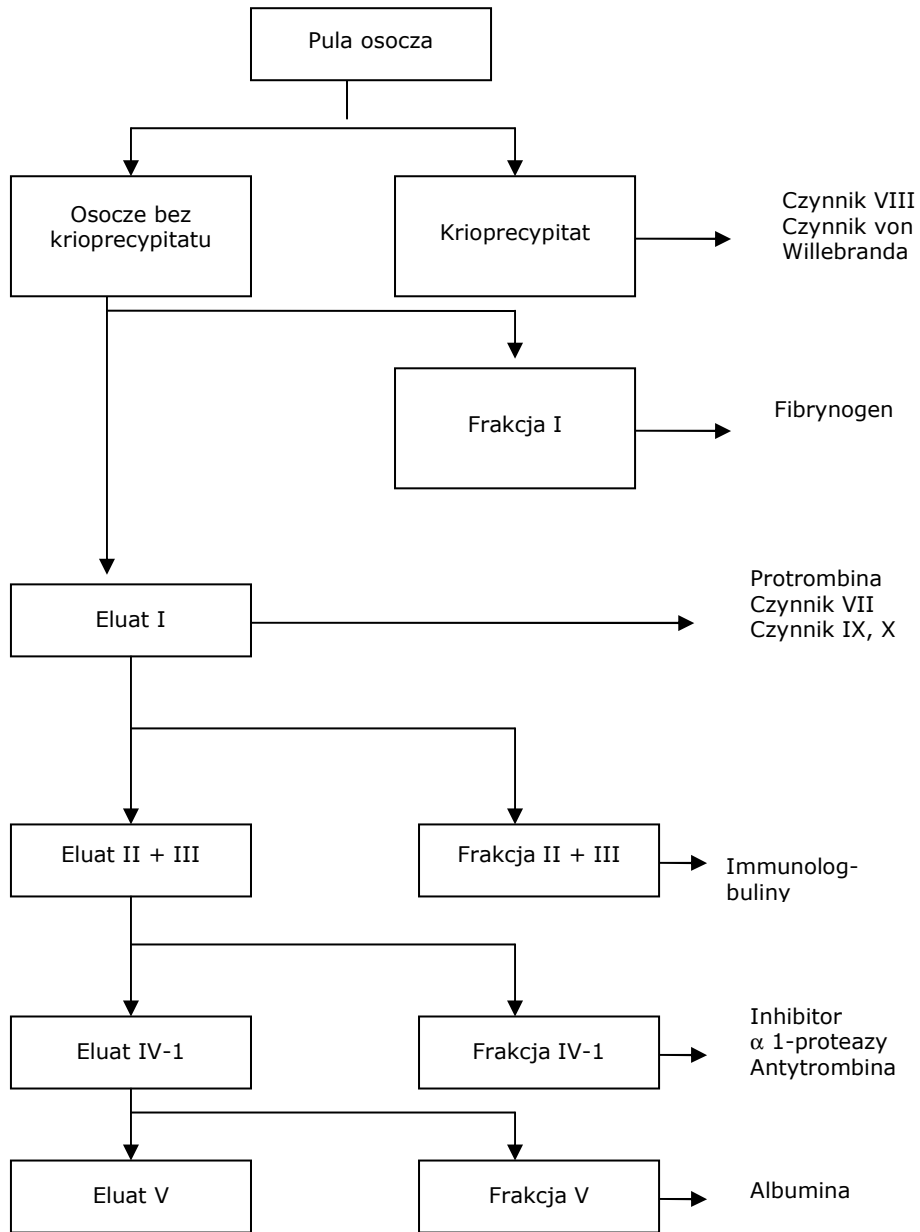 Pula osocza
Osocze bez
krioprecypitatu
Krioprecypitat
Czynnik VIII
Czynnik von
Willebranda
Frakcja I
Fibrynogen
Eluat I
Protrombina
Czynnik VII
Czynnik IX, X
Eluat II + III
Frakcja II + III
Immunolog-
buliny
Eluat IV-1
Frakcja IV-1
Inhibitor
α 1-proteazy
Antytrombina
Eluat V
Frakcja V
Albumina